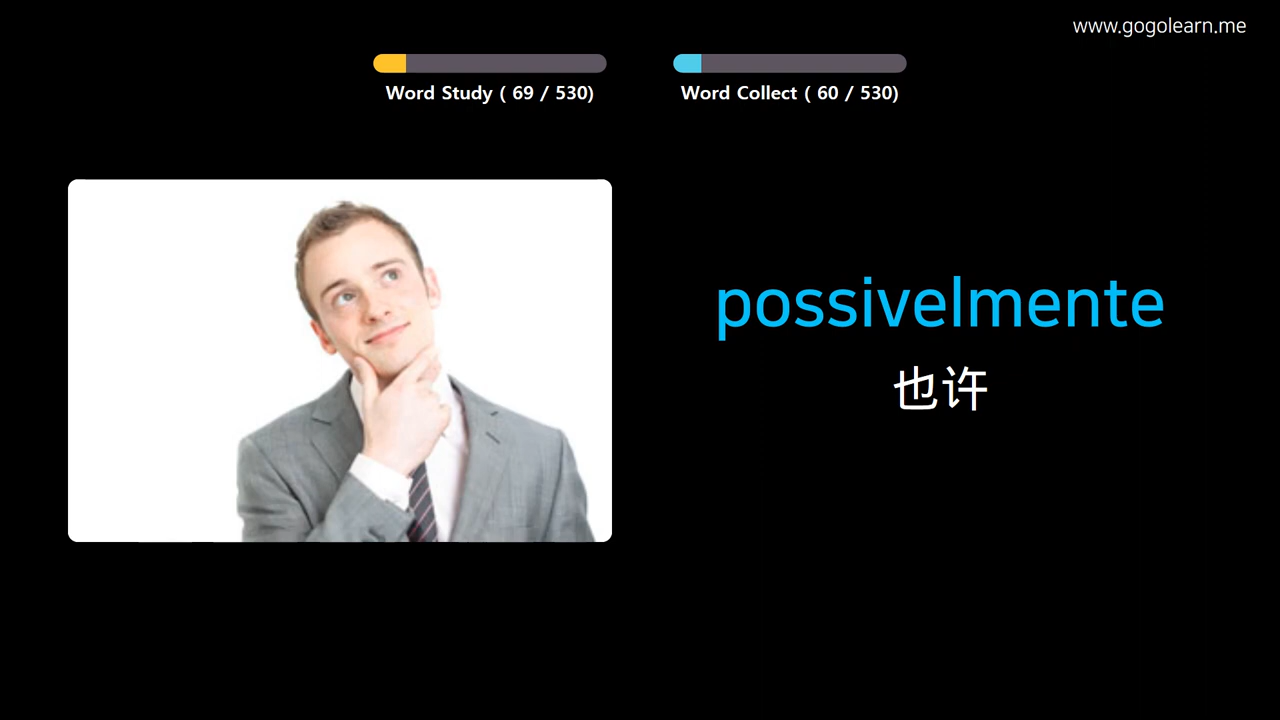 www.gogolearn.me
Word Study ( 69 / 530)
Word Collect ( 60 / 530)
possivelmente
也许